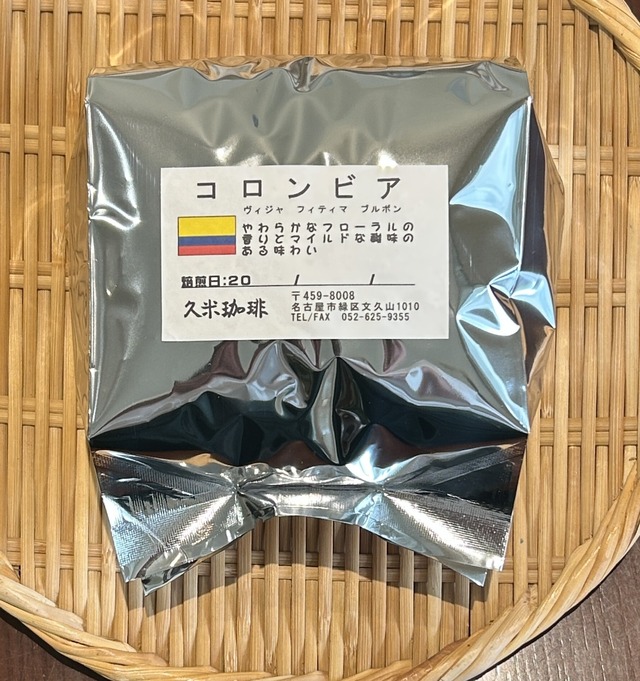 コロンビア
ヴィジャ フィティマ ブルボン
やわらかなフローラルの
香りとマイルドな酸味の
ある味わい
焙煎日:20 / /
久米珈琲
〒459-8008
名古屋市緑区文久山1010
TEL/FAX 052-625-9355